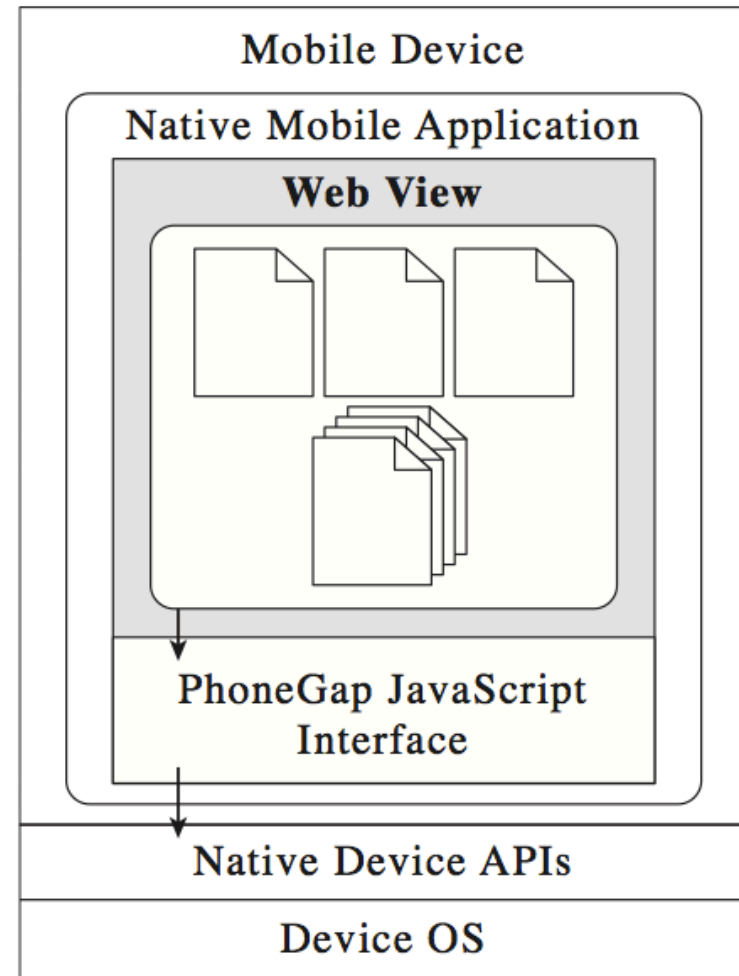 Mobile Device
Native Mobile Application
Web View
PhoneGap JavaScript
Interface
Native Device APIs
Device OS